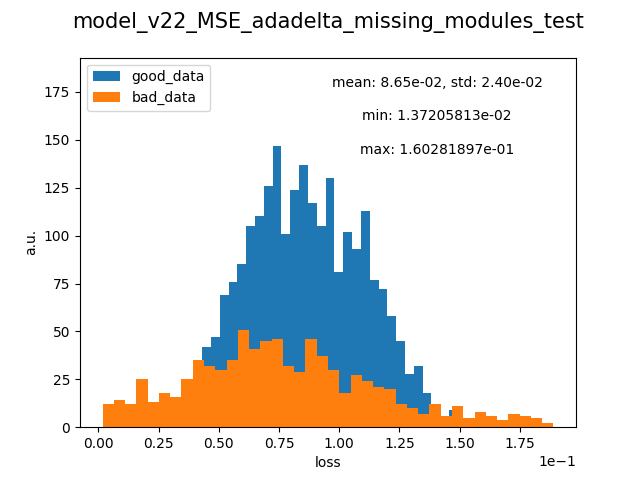 model_v22_MSE_adadelta_missing_modules_test
good_data
bad_data
mean: 8.65e-02, std: 2.40e-02
min: 1.37205813e-02
max: 1.60281897e-01
a.u.
175
150
125
100
75
50
25
0
0.00 0.25 0.50 0.75 1.00 1.25 1.50 1.75
1e−1
loss